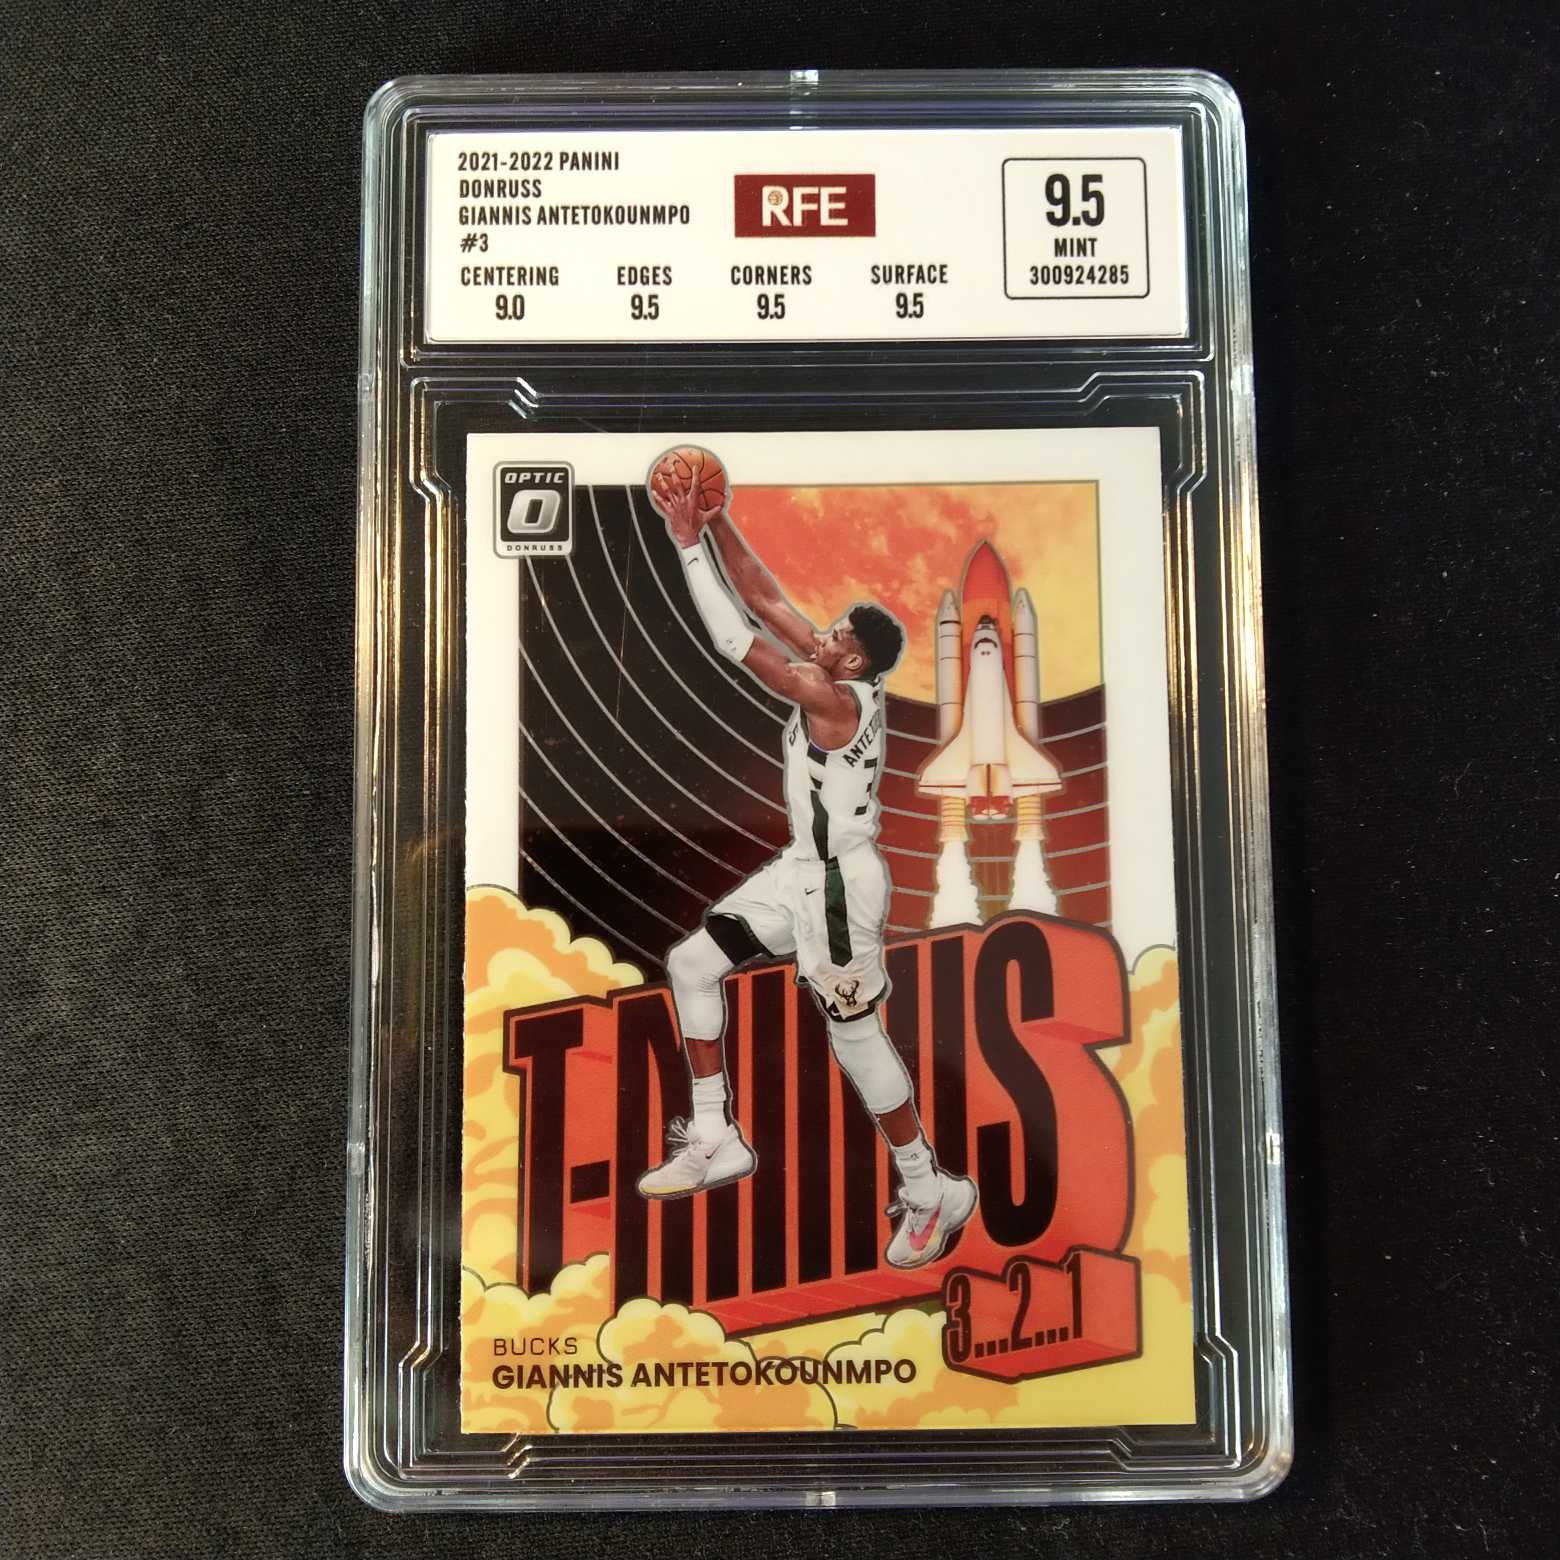 2021-2022 PANINI
DONRUSS
GIANNIS ANTETOKOUNMPO
#3
RFE
9.5
MINT
300924285
CENTERING EDGES CORNERS SURFACE
9.0 9.5 9.5 9.5
OPTIC
O
DONRUSS
T-MINUS
3...2...1
BUCKS
GIANNIS ANTETOKOUNMPO